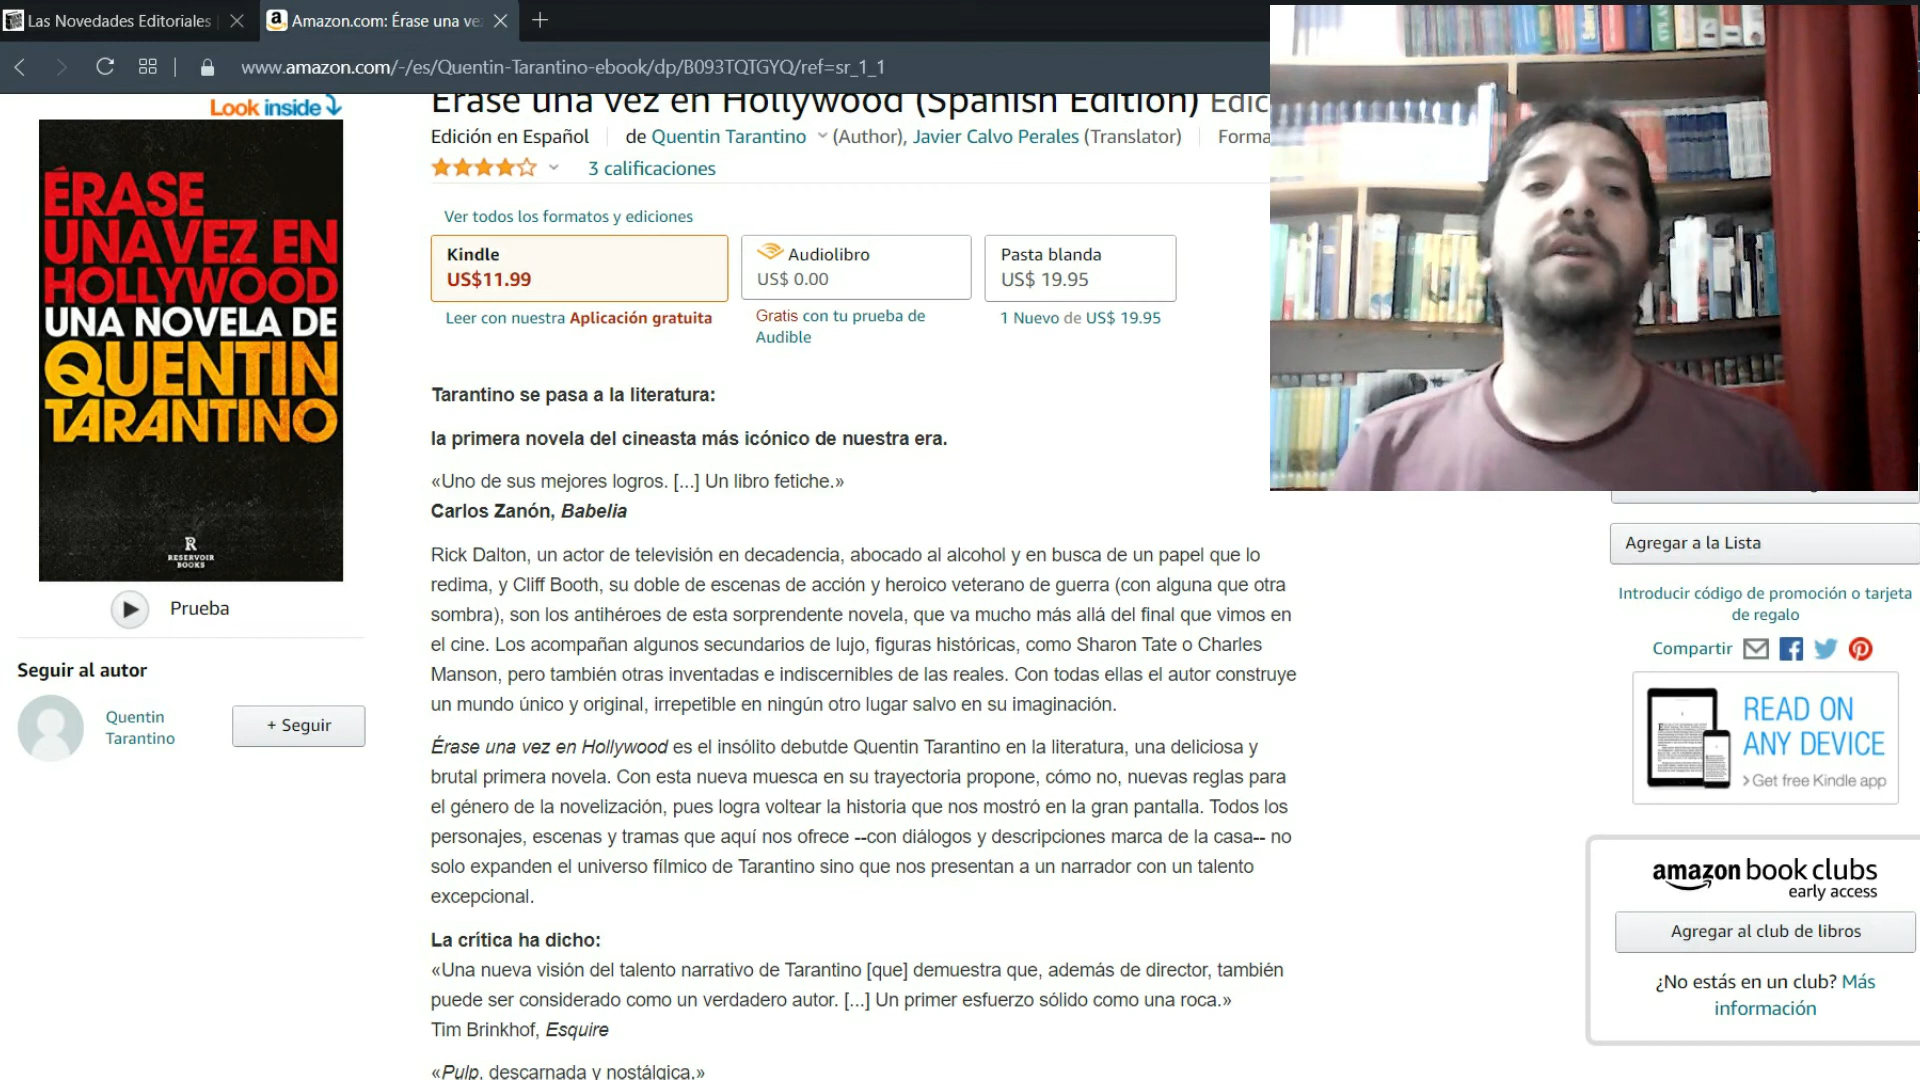 Las Novedades Editoriales
Amazon.com: Érase una ve
www.amazon.com/-/es/Quentin-Tarantino-ebook/dp/B093TQTGYQ/ref=sr_1_1
Look inside
ÉRASE
UNA VEZ EN
HOLLYWOOD
UNA NOVELA DE
QUENTIN
TARANTINO
R
RESERVOIR
BOOKS
Prueba
Seguir al autor
Quentin
Tarantino
+ Seguir
Érase una vez en Hollywood (Spanish Edition) Edic
Edición en Español de Quentin Tarantino (Author), Javier Calvo Perales (Translator) Forma
3 calificaciones
Ver todos los formatos y ediciones
Kindle
US$11.99
Leer con nuestra Aplicación gratuita
Audiolibro
US$ 0.00
Gratis con tu prueba de
Audible
Pasta blanda
US$ 19.95
1 Nuevo de US$ 19.95
Tarantino se pasa a la literatura:
la primera novela del cineasta más icónico de nuestra era.
«Uno de sus mejores logros. [...] Un libro fetiche.»
Carlos Zanón, Babelia
Rick Dalton, un actor de televisión en decadencia, abocado al alcohol y en busca de un papel que lo
redima, y Cliff Booth, su doble de escenas de acción y heroico veterano de guerra (con alguna que otra
sombra), son los antihéroes de esta sorprendente novela, que va mucho más allá del final que vimos en
el cine. Los acompañan algunos secundarios de lujo, figuras históricas, como Sharon Tate o Charles
Manson, pero también otras inventadas e indiscernibles de las reales. Con todas ellas el autor construye
un mundo único y original, irrepetible en ningún otro lugar salvo en su imaginación.
Érase una vez en Hollywood es el insólito debutde Quentin Tarantino en la literatura, una deliciosa y
brutal primera novela. Con esta nueva muesca en su trayectoria propone, cómo no, nuevas reglas para
el género de la novelización, pues logra voltear la historia que nos mostró en la gran pantalla. Todos los
personajes, escenas y tramas que aquí nos ofrece --con diálogos y descripciones marca de la casa-- no
solo expanden el universo fílmico de Tarantino sino que nos presentan a un narrador con un talento
excepcional.
La crítica ha dicho:
«Una nueva visión del talento narrativo de Tarantino [que] demuestra que, además de director, también
puede ser considerado como un verdadero autor. [...] Un primer esfuerzo sólido como una roca.»
Tim Brinkhof, Esquire
«Pulp, descarnada y nostálgica.»
Agregar a la Lista
Introducir código de promoción o tarjeta
de regalo
Compartir
READ ON
ANY DEVICE
> Get free Kindle app
amazon book clubs
early access
Agregar al club de libros
¿No estás en un club? Más
información